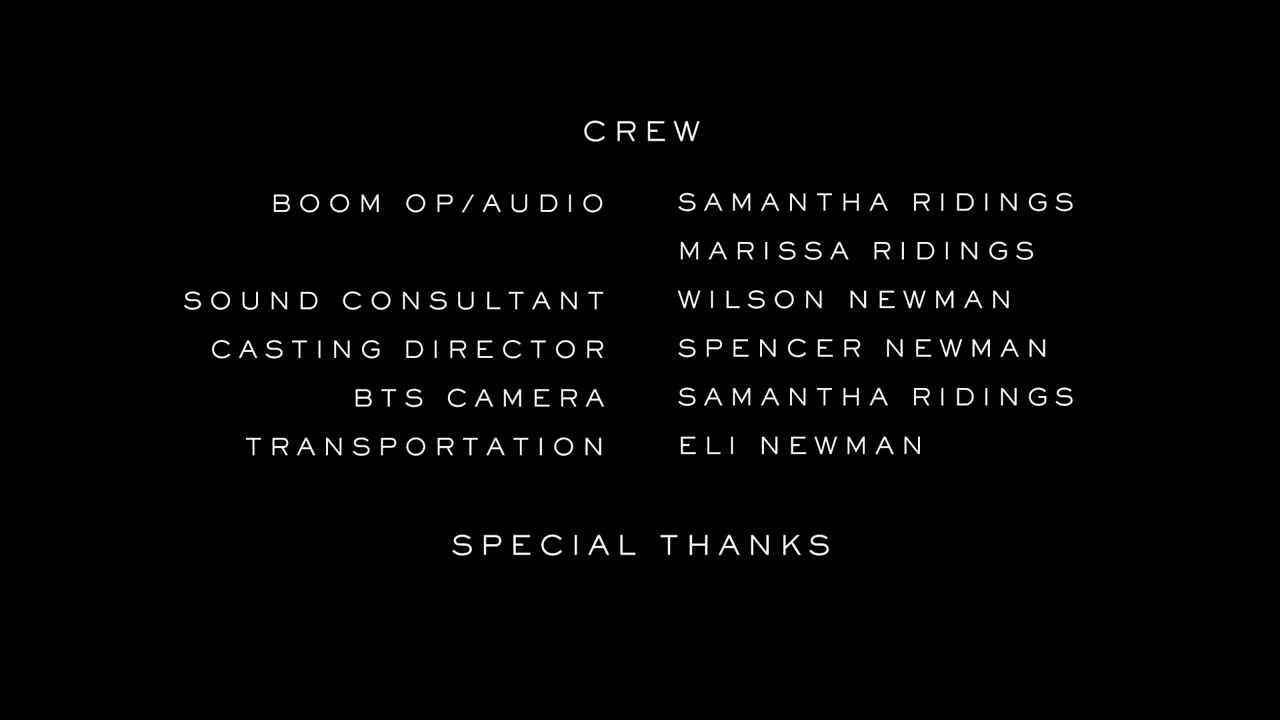 CREW
BOOM OP/AUDIO SAMANTHA RIDINGS
MARISSA RIDINGS
SOUND CONSULTANT WILSON NEWMAN
CASTING DIRECTOR SPENCER NEWMAN
BTS CAMERA SAMANTHA RIDINGS
TRANSPORTATION ELI NEWMAN
SPECIAL THANKS